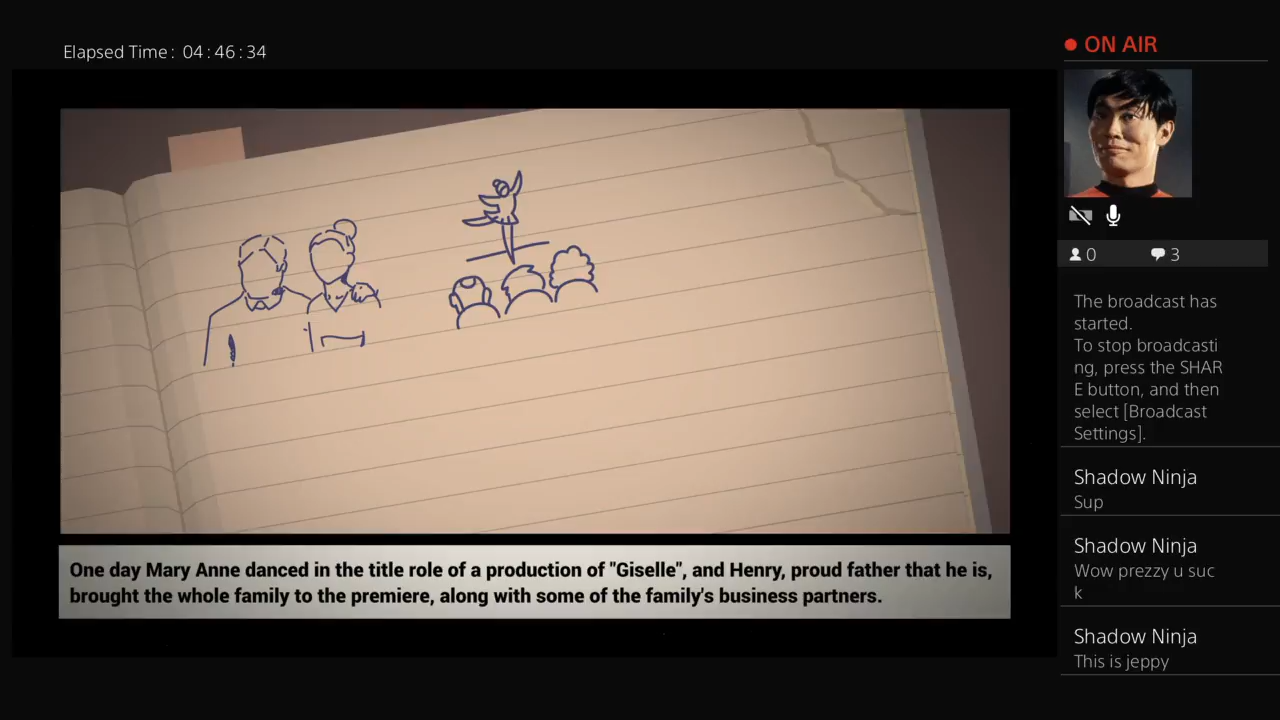 Elapsed Time: 04:46:34
ON AIR
0
3
The broadcast has
started.
To stop broadcasti
ng, press the SHAR
E button, and then
select [Broadcast
Settings].
Shadow Ninja
Sup
Shadow Ninja
Wow prezzy u suc
k
Shadow Ninja
This is jeppy
One day Mary Anne danced in the title role of a production of "Giselle", and Henry, proud father that he is,
brought the whole family to the premiere, along with some of the family's business partners.